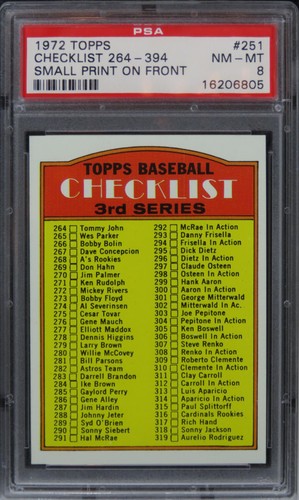 PSA
1972 TOPPS #251
CHECKLIST 264-394 NM-MT
SMALL PRINT ON FRONT 8
16206805
TOPPS BASEBALL
CHECKLIST
3rd SERIES
264 Tommy John
265 Wes Parker
266 Bobby Bolin
267 Dave Concepcion
268 A's Rookies
269 Don Hahn
270 Jim Palmer
271 Ken Rudolph
272 Mickey Rivers
273 Bobby Floyd
274 Al Severinsen
275 Cesar Tovar
276 Gene Mauch
277 Elliott Maddox
278 Dennis Higgins
279 Larry Brown
280 Willie McCovey
281 Bill Parsons
282 Astros Team
283 Darrell Brandon
284 Ike Brown
285 Gaylord Perry
286 Gene Alley
287 Jim Hardin
288 Johnny Jeter
289 Syd O'Brien
290 Sonny Siebert
291 Hal McRae
292 McRae In Action
293 Danny Frisella
294 Frisella In Action
295 Dick Dietz
296 Dietz In Action
297 Claude Osteen
298 Osteen In Action
299 Hank Aaron
300 Aaron In Action
301 George Mitterwald
302 Mitterwald In Ac.
303 Joe Pepitone
304 Pepitone In Action
305 Ken Boswell
306 Boswell In Action
307 Steve Renko
308 Renko In Action
309 Roberto Clemente
310 Clemente In Action
311 Clay Carroll
312 Carroll In Action
313 Luis Aparicio
314 Aparicio In Action
315 Paul Splittorff
316 Cardinals Rookies
317 Rich Hand
318 Sonny Jackson
319 Aurelio Rodriguez